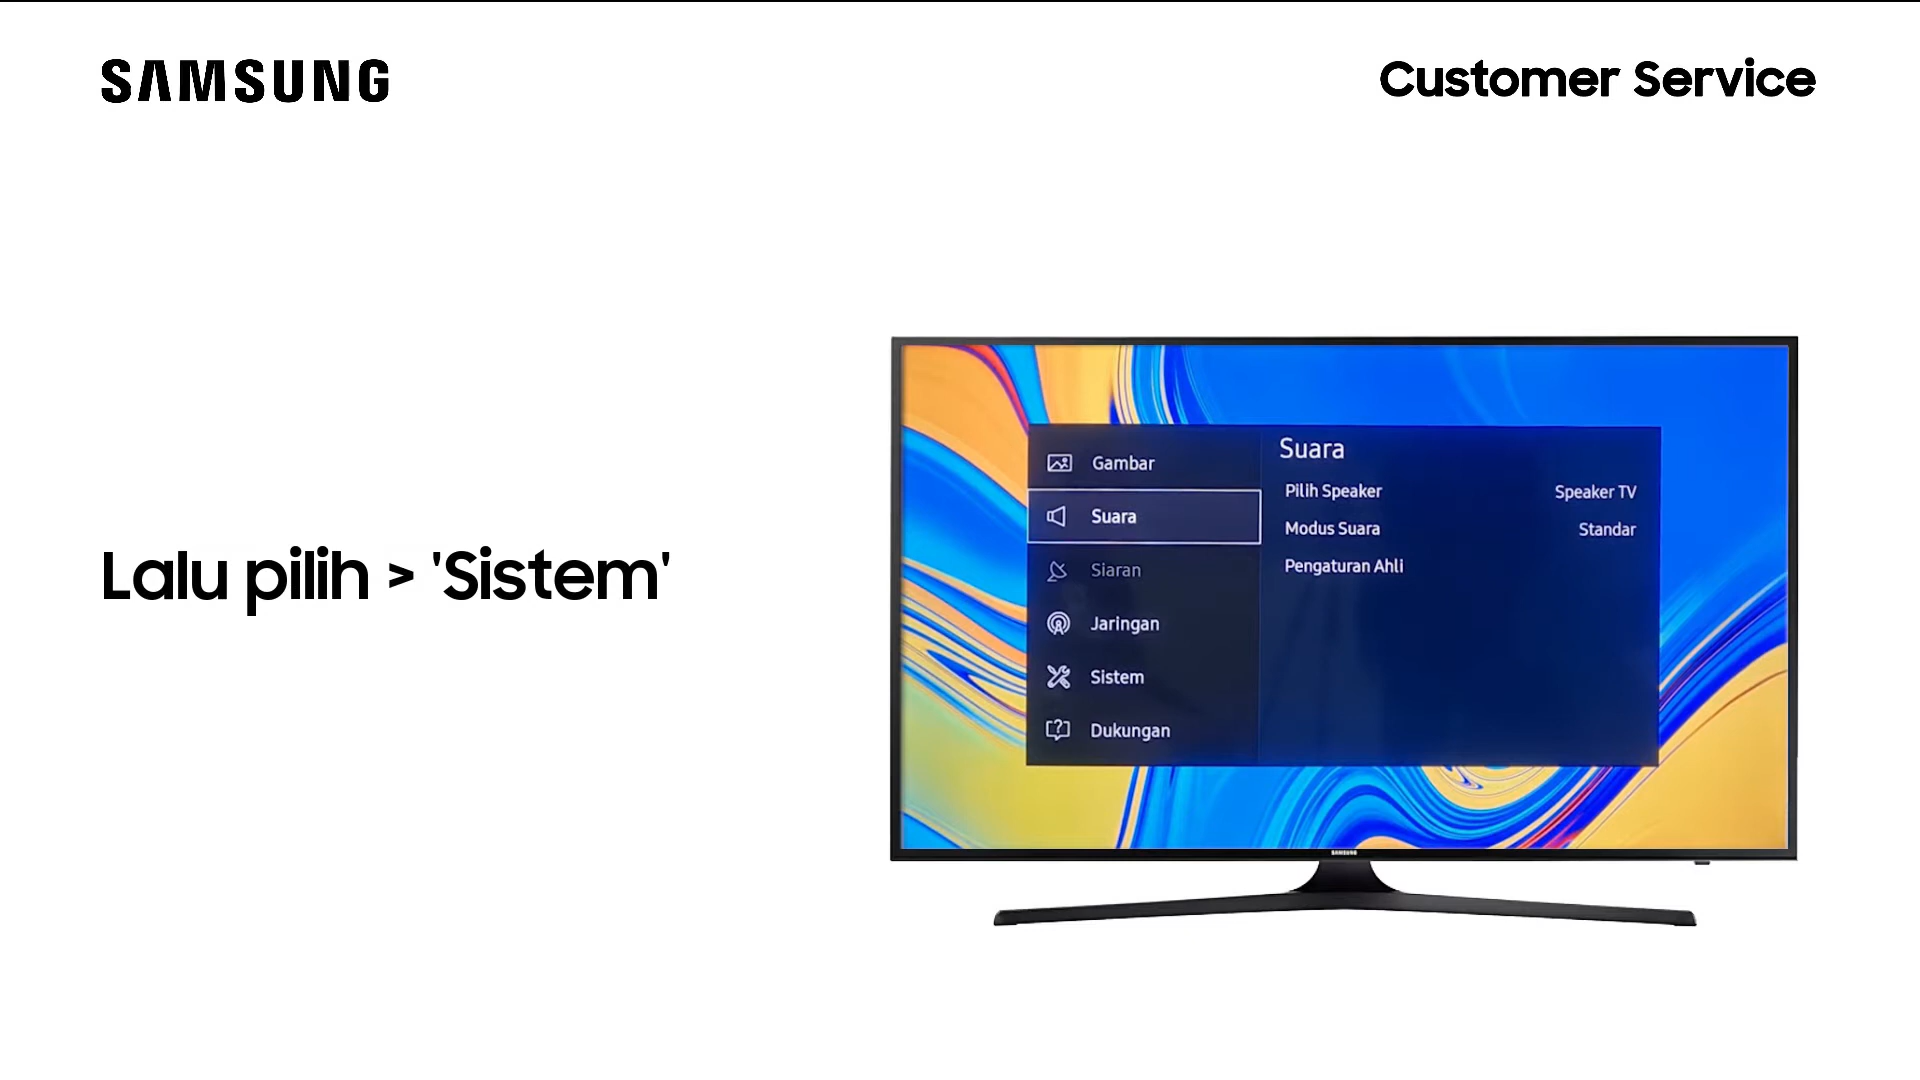 SAMSUNG
Customer Service
Lalu pilih > 'Sistem'
Gambar
Suara
Siaran
Jaringan
Sistem
Dukungan
Suara
Pilih Speaker Speaker TV
Modus Suara Standar
Pengaturan Ahli
SAMSUNG